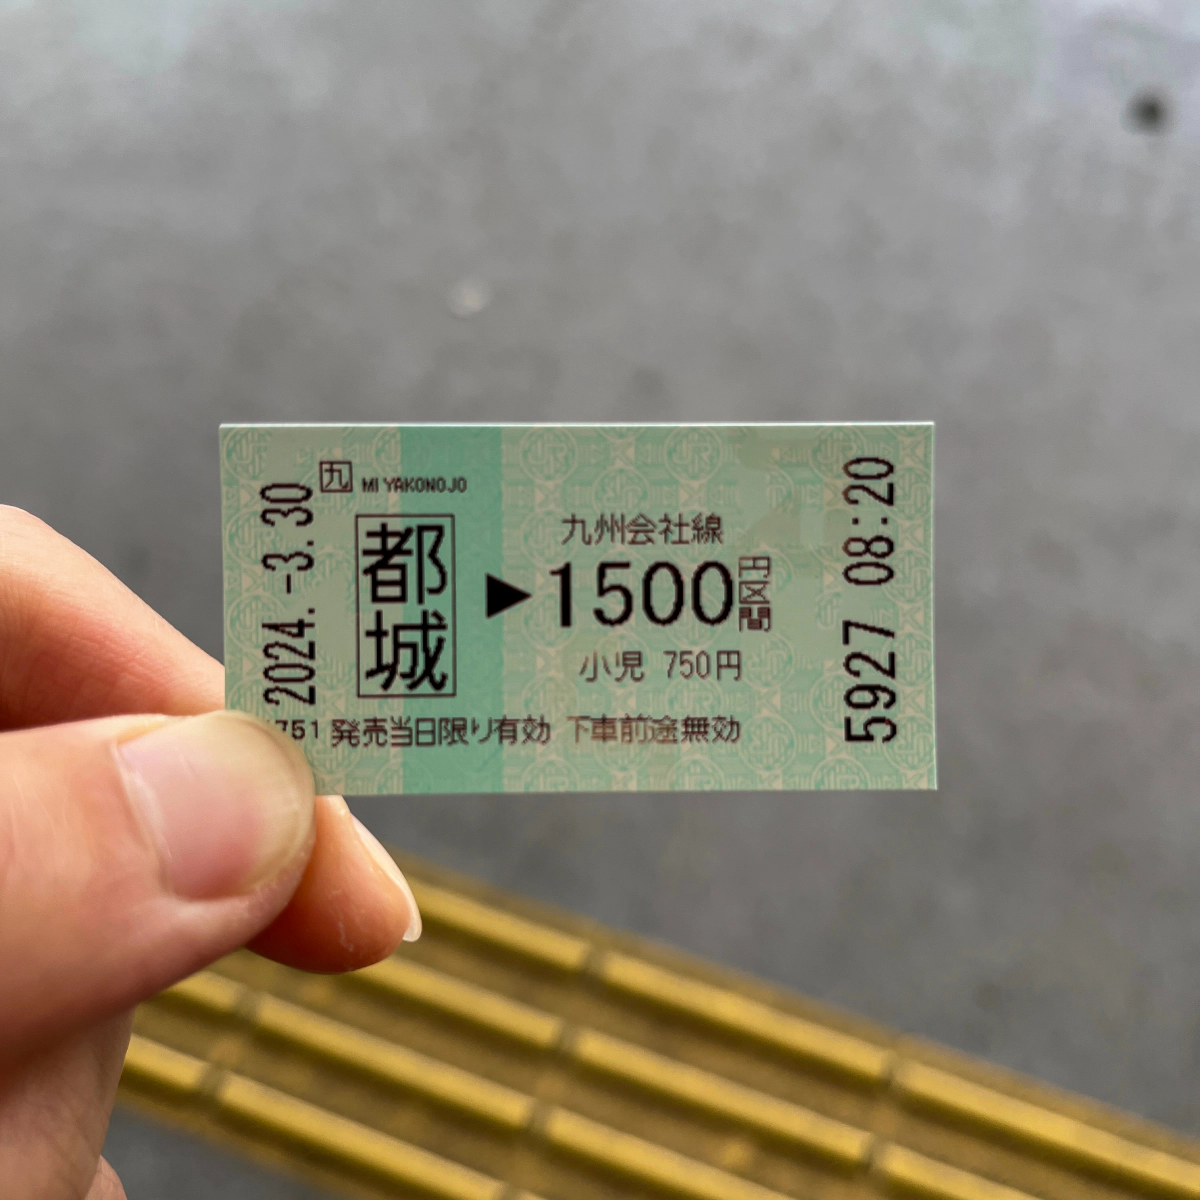 2024.-3.30
九 MIYAKONOJO
都城
九州会社線
▶1500円区間
小児 750円
751 発売当日限り有効 下車前途無効
5927 08:20